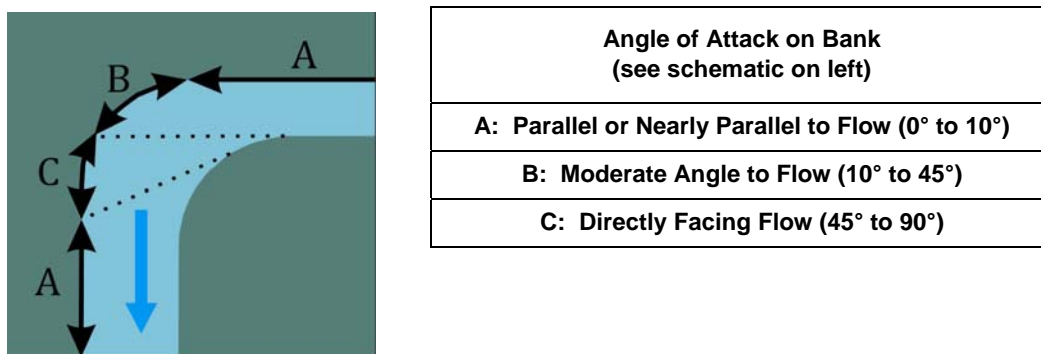 B
A
C
A
Angle of Attack on Bank
(see schematic on left)
A: Parallel or Nearly Parallel to Flow (0° to 10°)
B: Moderate Angle to Flow (10° to 45°)
C: Directly Facing Flow (45° to 90°)